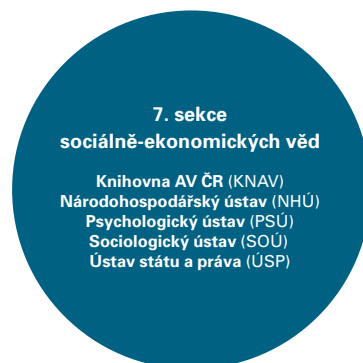 7. sekce
sociálně-ekonomických věd
Knihovna AV ČR (KNAV)
Národohospodářský ústav (NHÚ)
Psychologický ústav (PSÚ)
Sociologický ústav (SOÚ)
Ústav státu a práva (ÚSP)